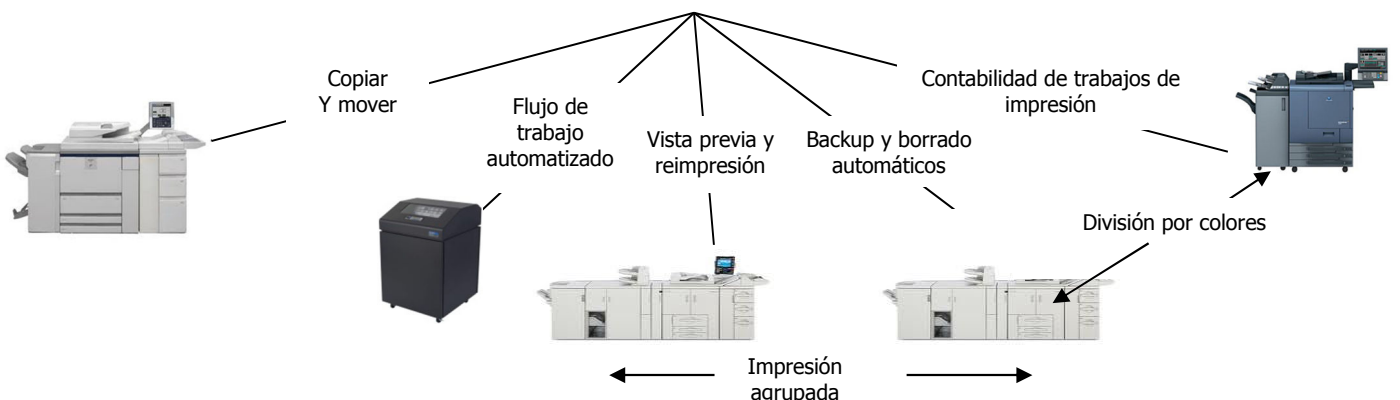 Copiar
Y mover
Flujo de
trabajo
automatizado
Vista previa y
reimpresión
Backup y borrado
automáticos
Contabilidad de trabajos de
impresión
División por colores
Impresión
agrupada